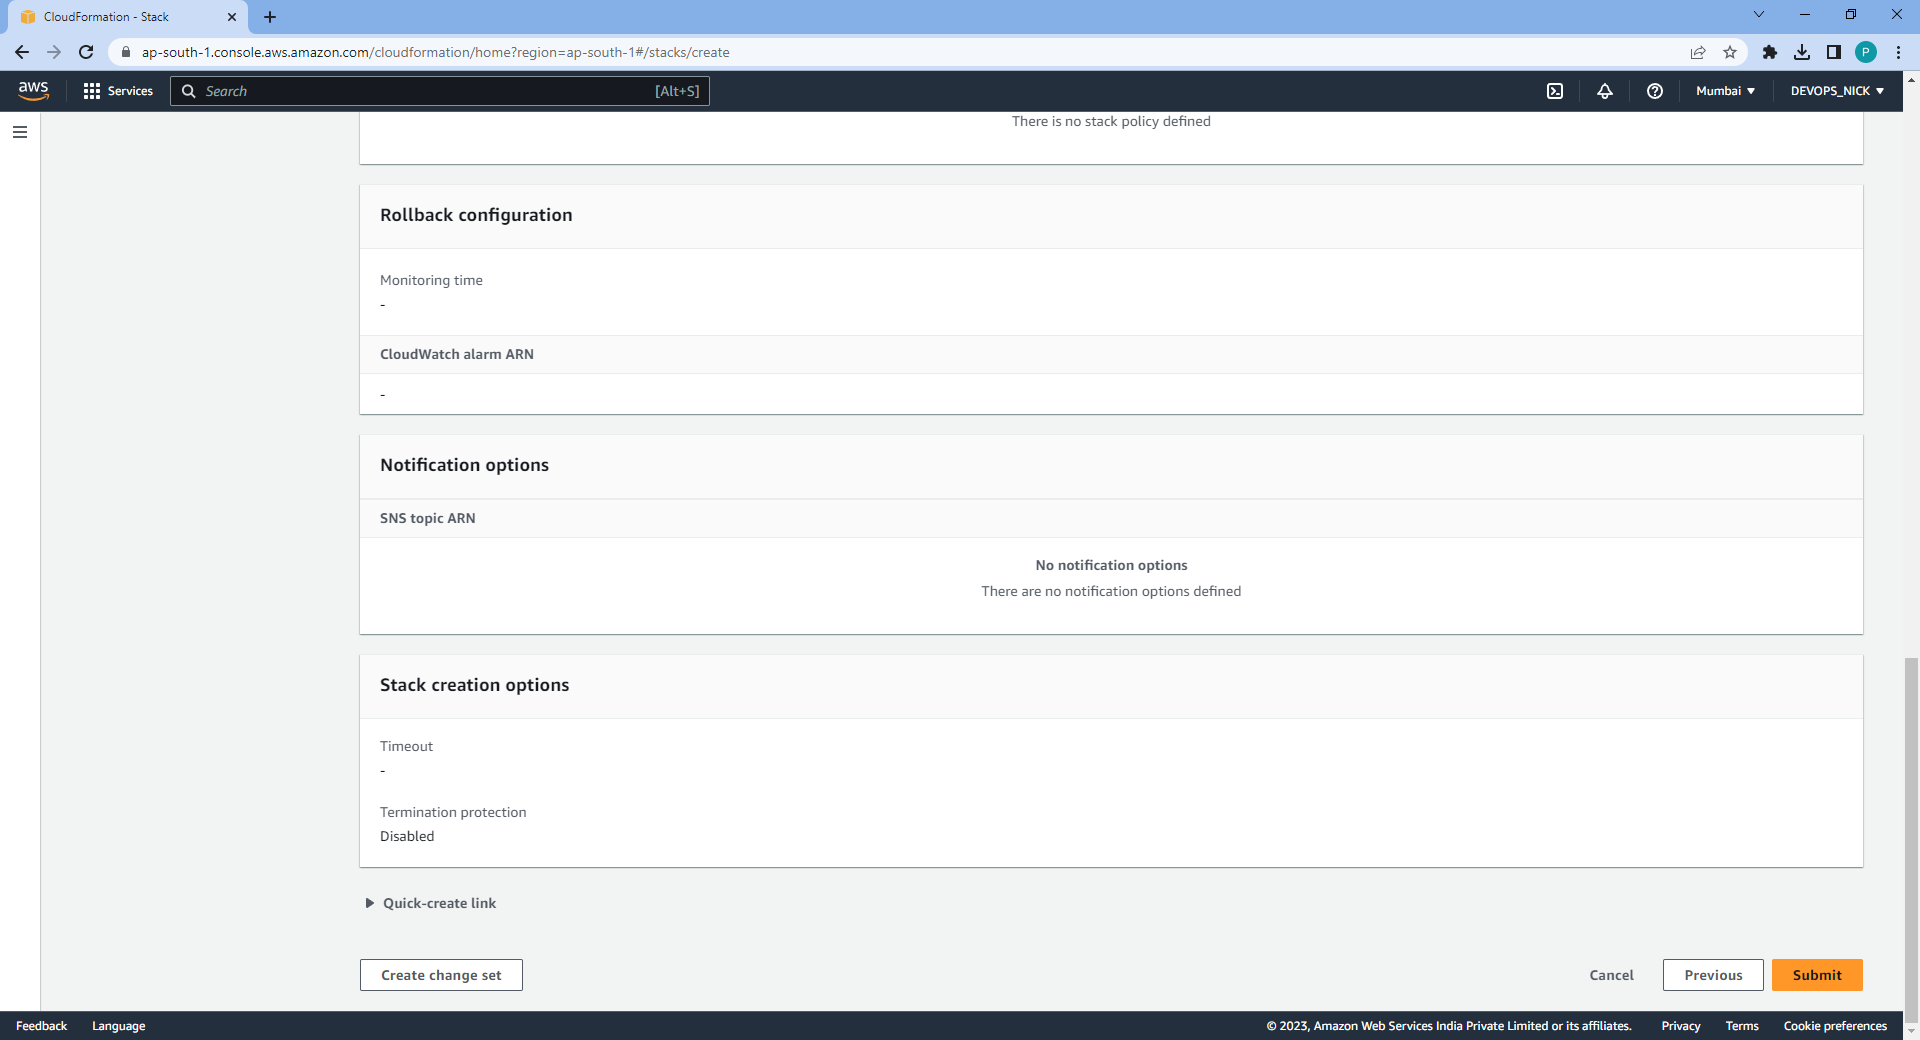 CloudFormation - Stack
ap-south-1.console.aws.amazon.com/cloudformation/home?region=ap-south-1#/stacks/create
P
aws
Services
Search
[Alt+S]
Mumbai
DEVOPS_NICK
There is no stack policy defined
Rollback configuration
Monitoring time
-
CloudWatch alarm ARN
-
Notification options
SNS topic ARN
No notification options
There are no notification options defined
Stack creation options
Timeout
-
Termination protection
Disabled
Quick-create link
Create change set
Cancel
Previous
Submit
Feedback
Language
© 2023, Amazon Web Services India Private Limited or its affiliates.
Privacy
Terms
Cookie preferences